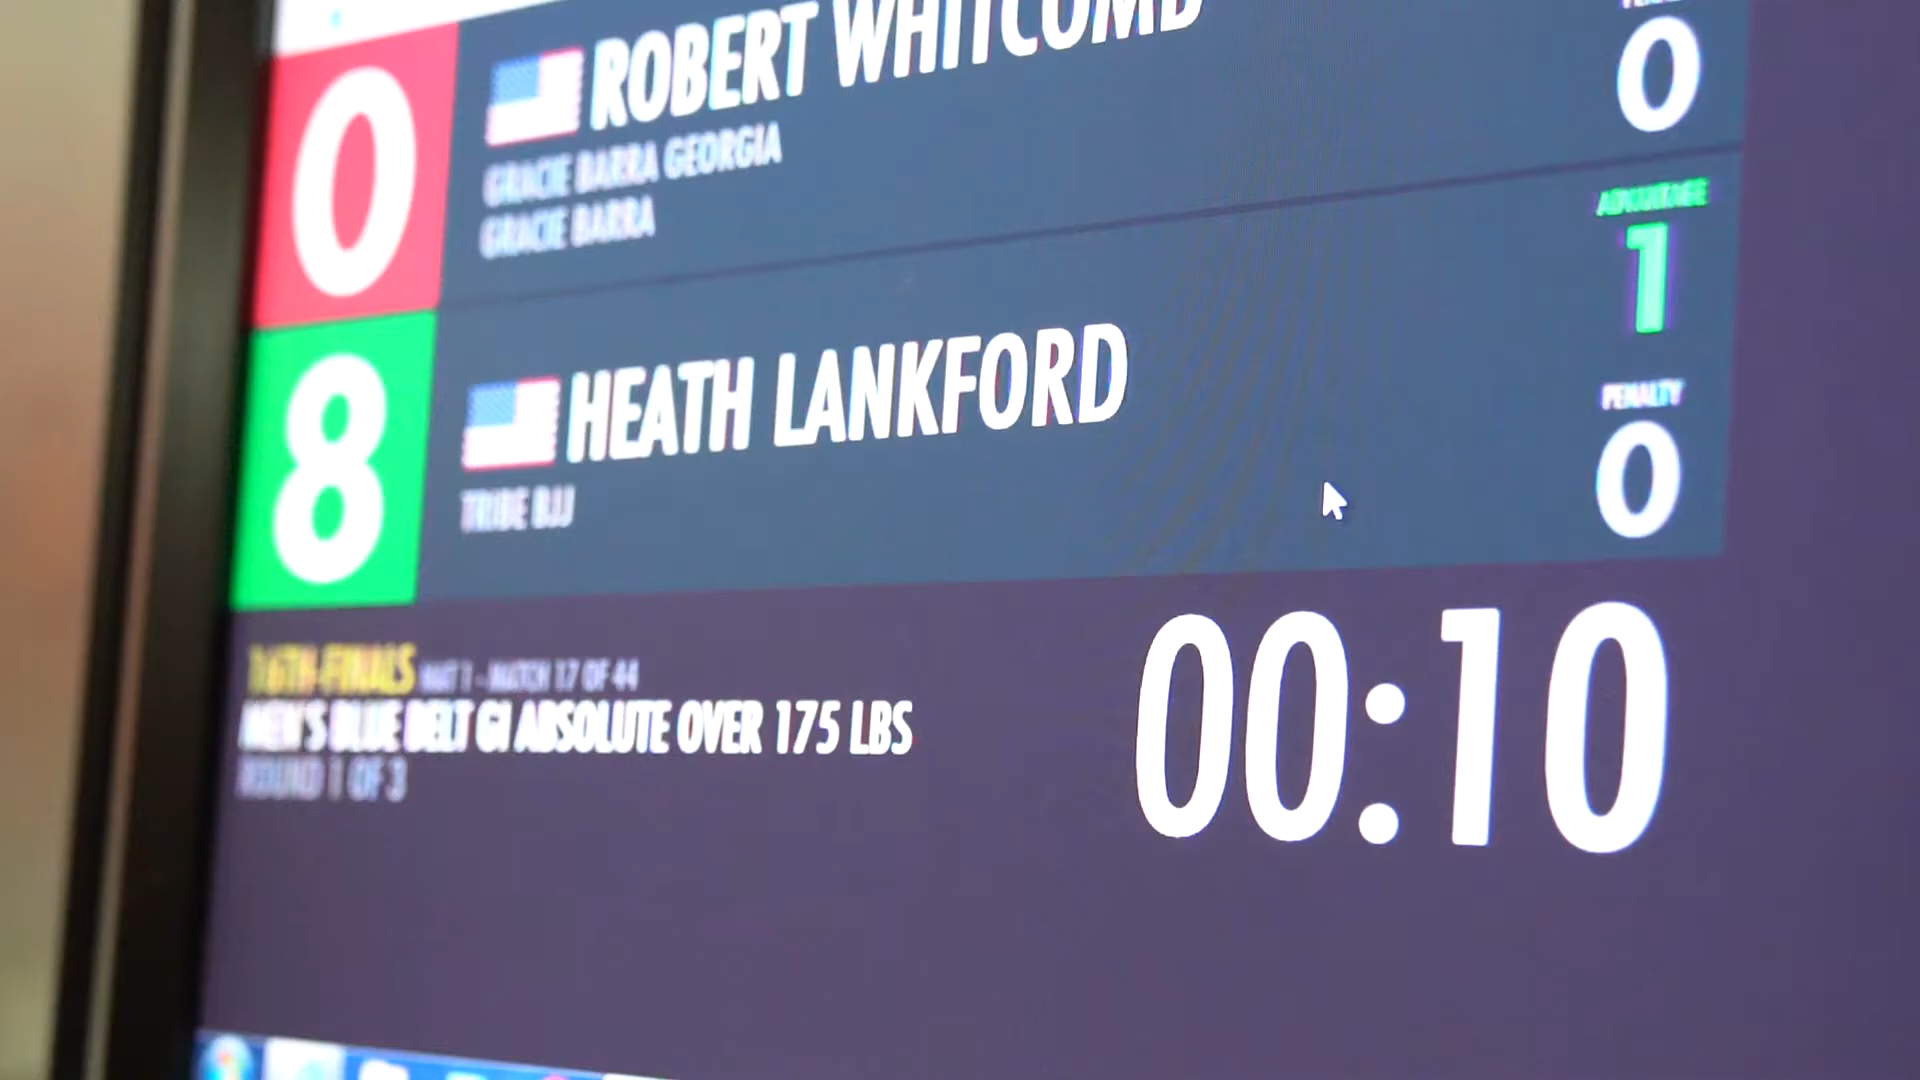 0
ROBERT WHITCOMB
0
GRACIE BARRA GEORGIA
GRACIE BARRA
ADVANTAGE
1
8
HEATH LANKFORD
PENALTY
0
TRIBE BJJ
16TH-FINALS MAT 1 - MATCH 17 OF 44
MEN'S BLUE BELT GI ABSOLUTE OVER 175 LBS
ROUND 1 OF 3
00:10